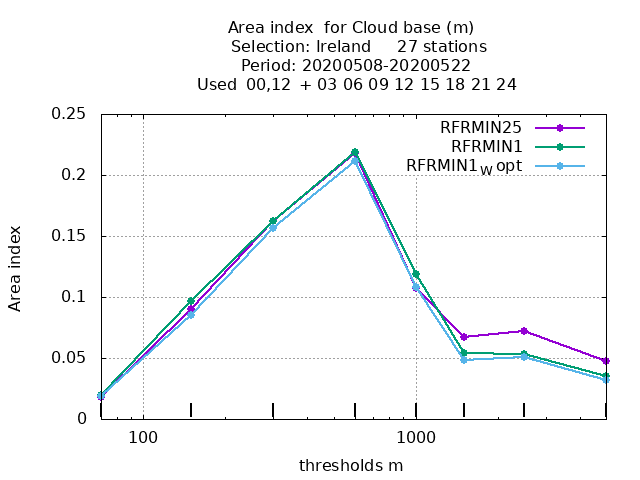 Area index  for Cloud base (m)
Selection: Ireland     27 stations
Period: 20200508-20200522
Used  00,12  + 03 06 09 12 15 18 21 24
0.25
0.2
0.15
0.1
0.05
0
Area index
RFRMIN25
RFRMIN1
RFRMIN1w opt
100
1000
thresholds m